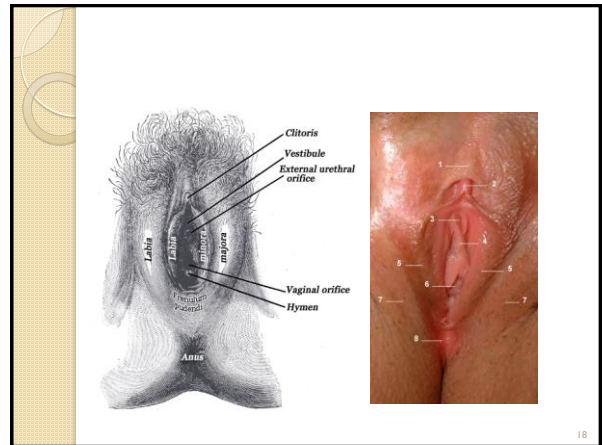 Clitoris
Vestibule
External urethral
orifice
Labia
Labia
minora
majora
Vaginal orifice
Frenulum
pudendi
Hymen
Anus
1
2
3
4
5
5
6
7
7
8
18